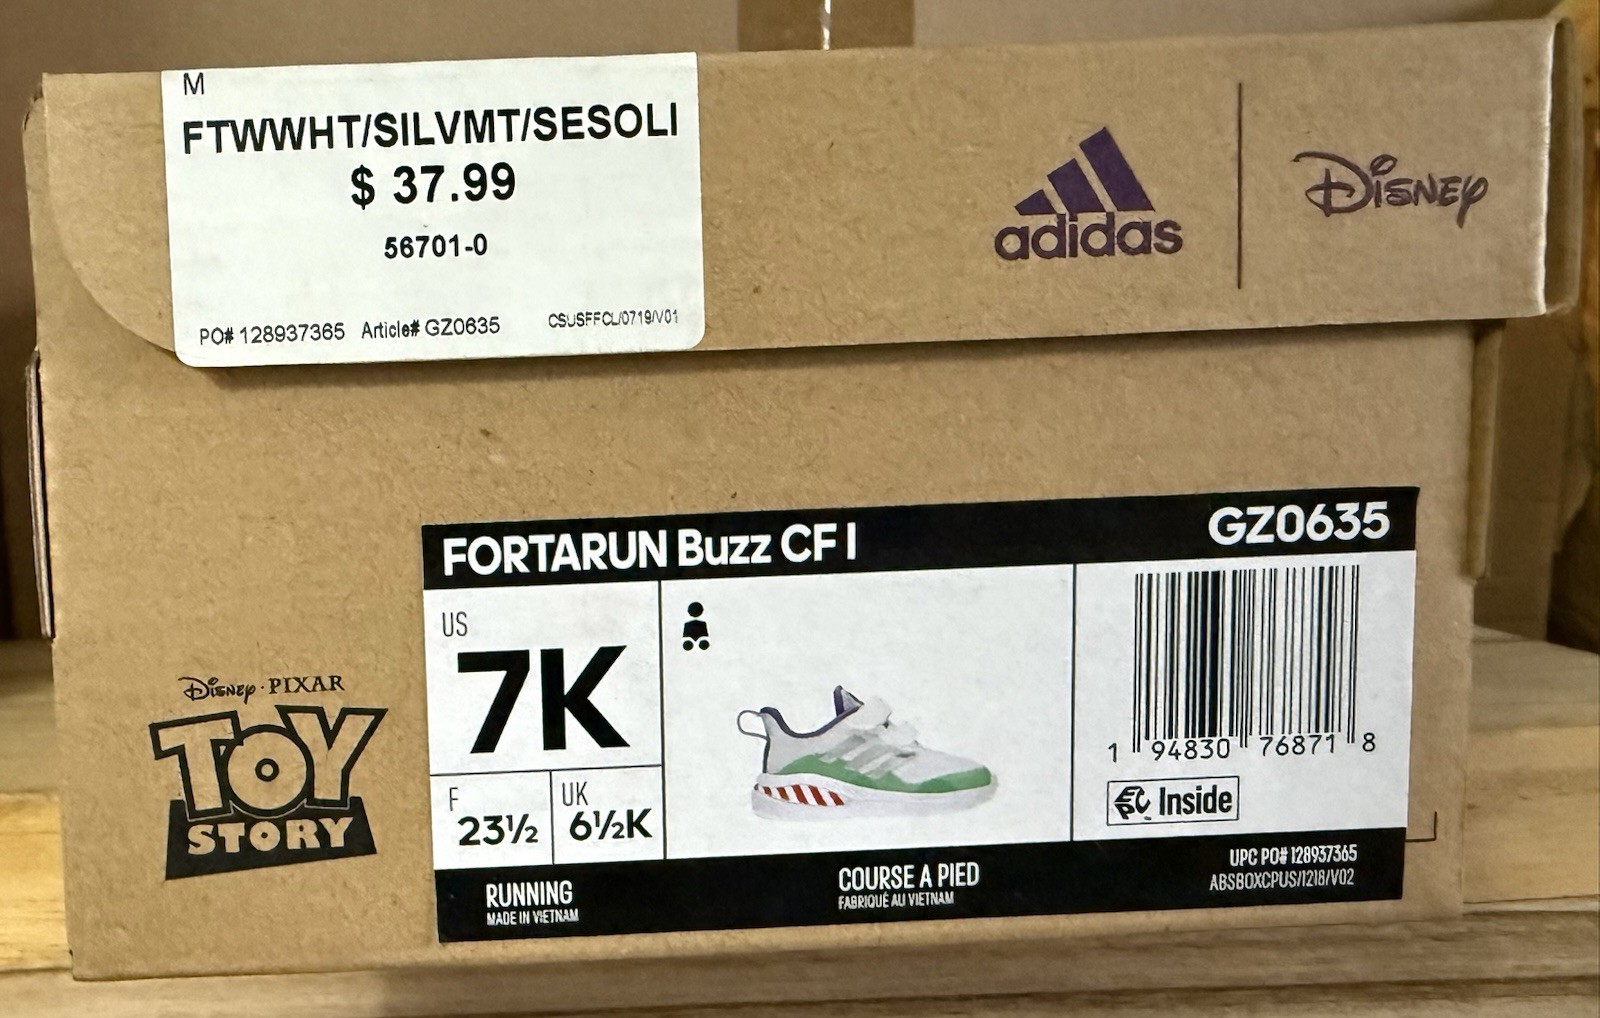 M
FTWWHT/SILVMT/SESOLI
$ 37.99
56701-0
PO# 128937365 Article# GZ0635 CSUSFFCL/0719/V01
adidas
Disney
FORTARUN Buzz CF I
GZ0635
US
7K
F
23½
UK
6½K
1 94830 76871 8
EPC Inside
RUNNING
MADE IN VIETNAM
COURSE A PIED
FABRIQUÉ AU VIETNAM
UPC PO# 128937365
ABSBOXCPUS/1218/V02
Disney · PIXAR
TOY
STORY